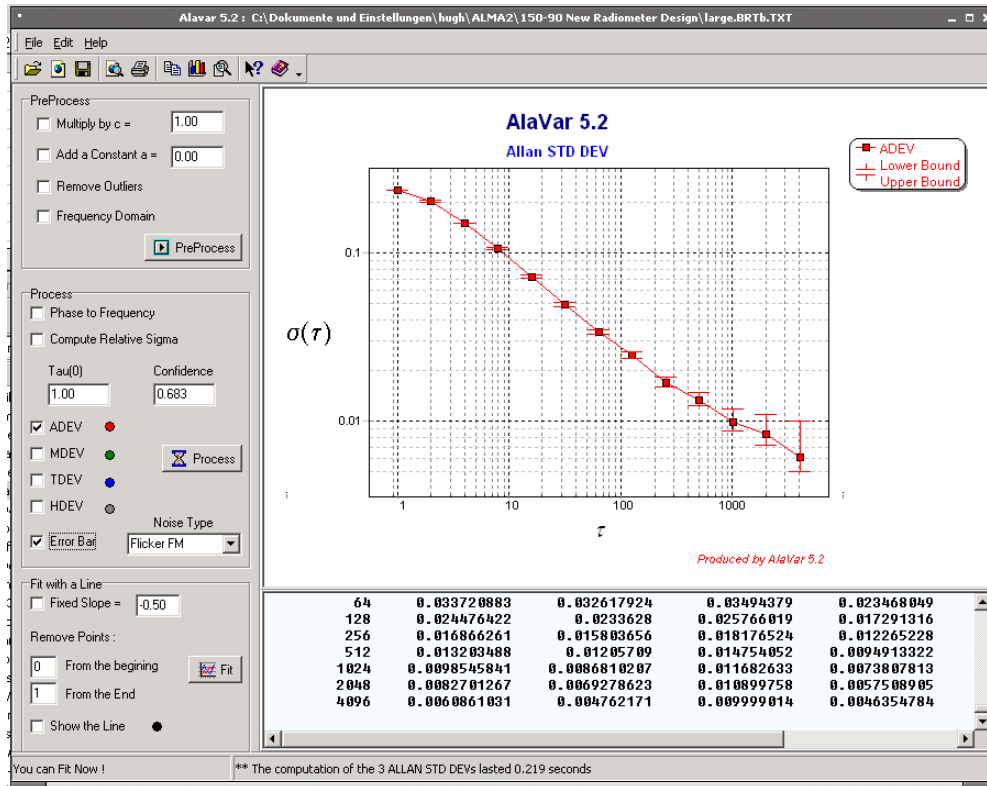 Alavar 5.2 : C:\Dokumente und Einstellungen\hugh\ALMA2\150-90 New Radiometer Design\large.BRTb.TXT
File Edit Help
PreProcess
Multiply by c = 1.00
Add a Constant a = 0.00
Remove Outliers
Frequency Domain
PreProcess
Process
Phase to Frequency
Compute Relative Sigma
Tau(0) Confidence
1.00 0.683
ADEV
MDEV
Process
TDEV
HDEV
Noise Type
Error Bar Flicker FM
Fit with a Line
Fixed Slope = -0.50
Remove Points :
0 From the begining
Fit
1 From the End
Show the Line
AlaVar 5.2
Allan STD DEV
ADEV
Lower Bound
Upper Bound
0.1
σ(τ)
0.01
1 10 100 1000
τ
Produced by AlaVar 5.2
64 0.033720883 0.032617924 0.03494379 0.023468049
128 0.024476422 0.0233628 0.025766019 0.017291316
256 0.016866261 0.015803656 0.018176524 0.012265228
512 0.013203488 0.01205709 0.014754052 0.0094913322
1024 0.0098545841 0.0086810207 0.011682633 0.0073807813
2048 0.0082701267 0.0069278623 0.010899758 0.0057508905
4096 0.0060861031 0.004762171 0.009999014 0.0046354784
You can Fit Now !
** The computation of the 3 ALLAN STD DEVs lasted 0.219 seconds